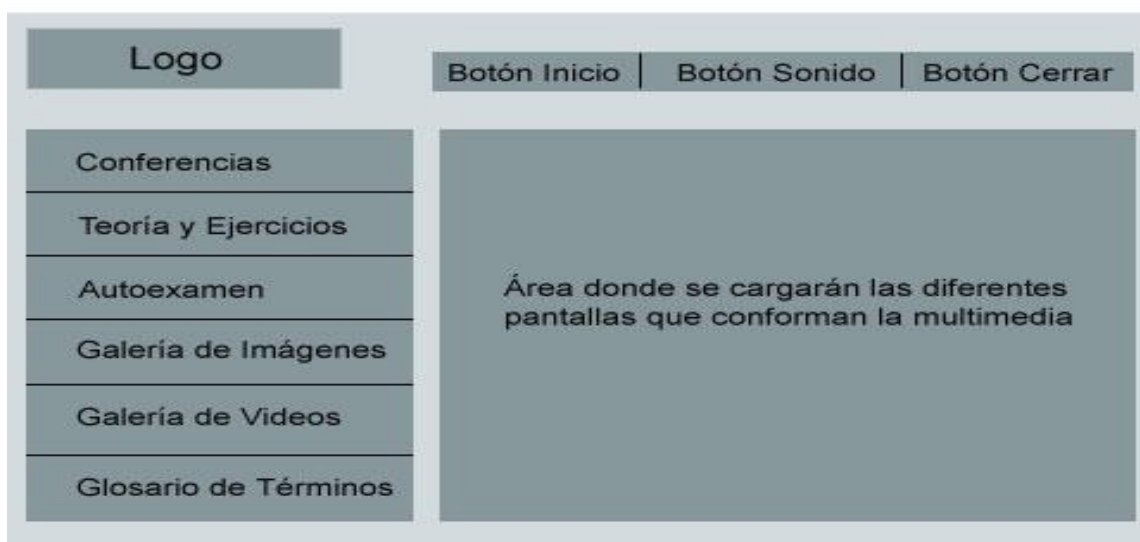 Logo
Botón Inicio
Botón Sonido
Botón Cerrar
Conferencias
Teoría y Ejercicios
Autoexamen
Galería de Imágenes
Galería de Videos
Glosario de Términos
Área donde se cargarán las diferentes
pantallas que conforman la multimedia